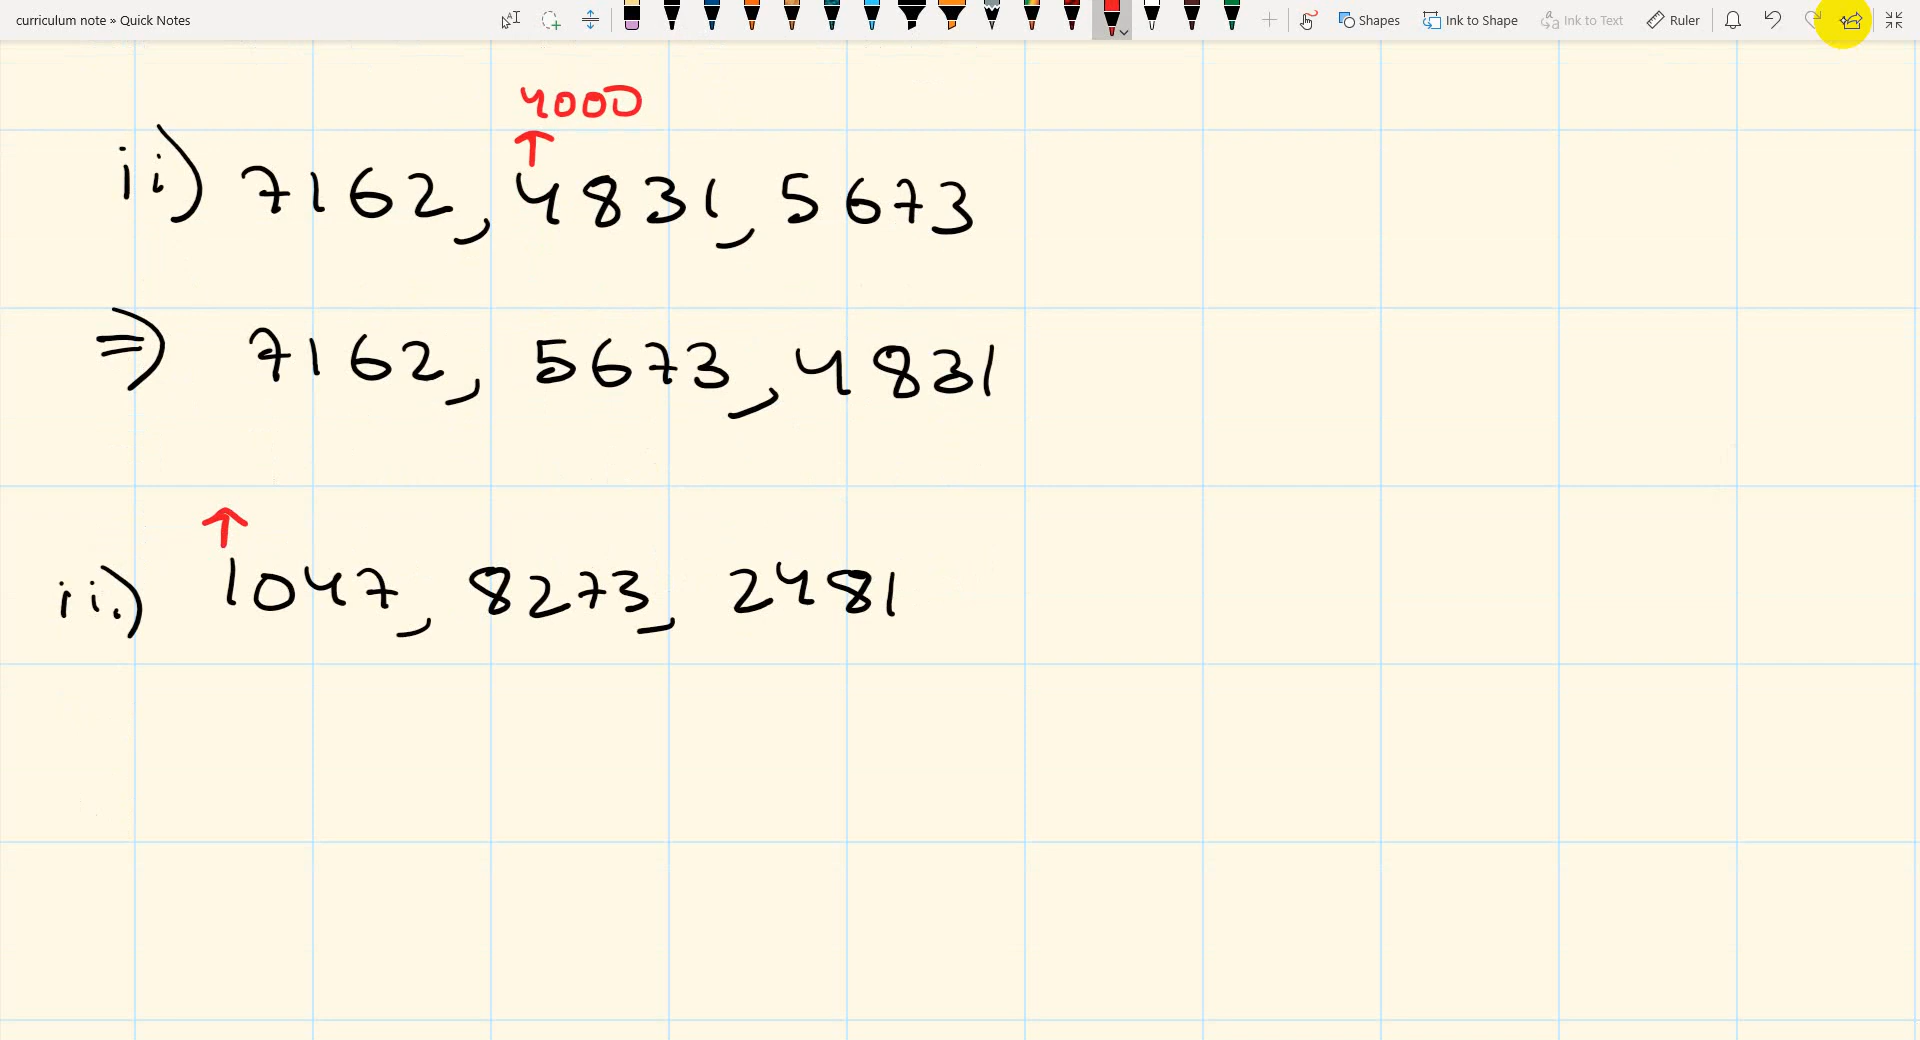 curriculum note » Quick Notes
Shapes
Ink to Shape
Ink to Text
Ruler
4000
ii) 7162, 4831, 5673
⇒) 7162, 5673, 4831
ii.) 1047, 8273, 2481